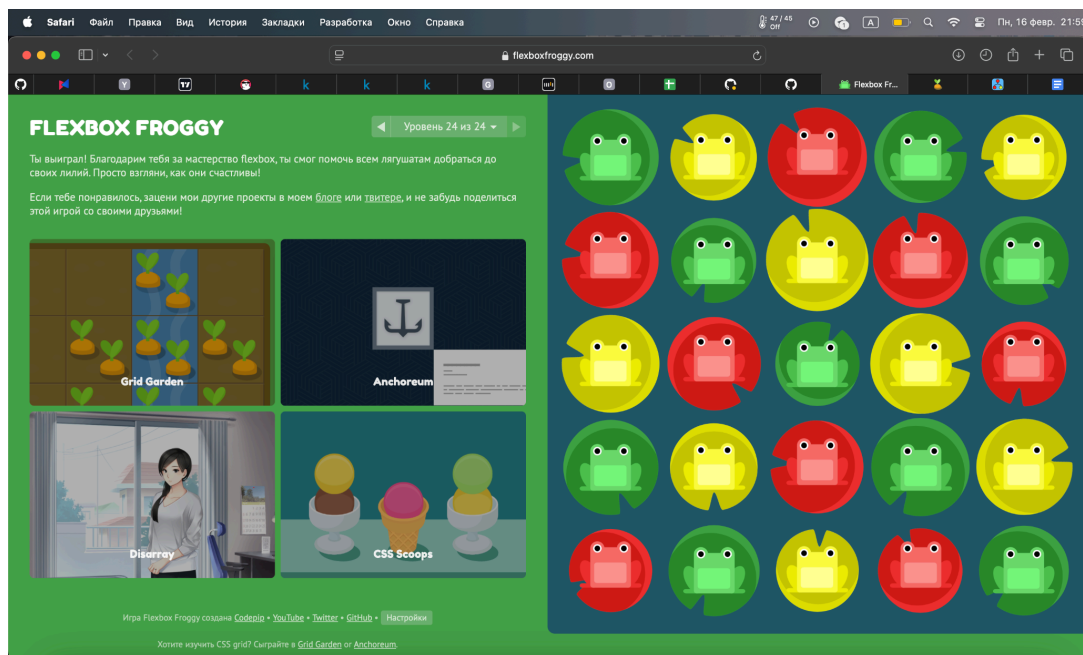 Safari Файл Правка Вид История Закладки Разработка Окно Справка
47 / 45
Off
A
Пн, 16 февр. 21:59
flexboxfroggy.com
Flexbox Fr...
FLEXBOX FROGGY
Уровень 24 из 24
Ты выиграл! Благодарим тебя за мастерство flexbox, ты смог помочь всем лягушатам добраться до
своих лилий. Просто взгляни, как они счастливы!
Если тебе понравилось, зацени мои другие проекты в моем блоге или твитере, и не забудь поделиться
этой игрой со своими друзьями!
Grid Garden
Anchoreum
Disarray
CSS Scoops
Игра Flexbox Froggy создана Codepip • YouTube • Twitter • GitHub • Настройки
Хотите изучить CSS grid? Сыграйте в Grid Garden or Anchoreum.